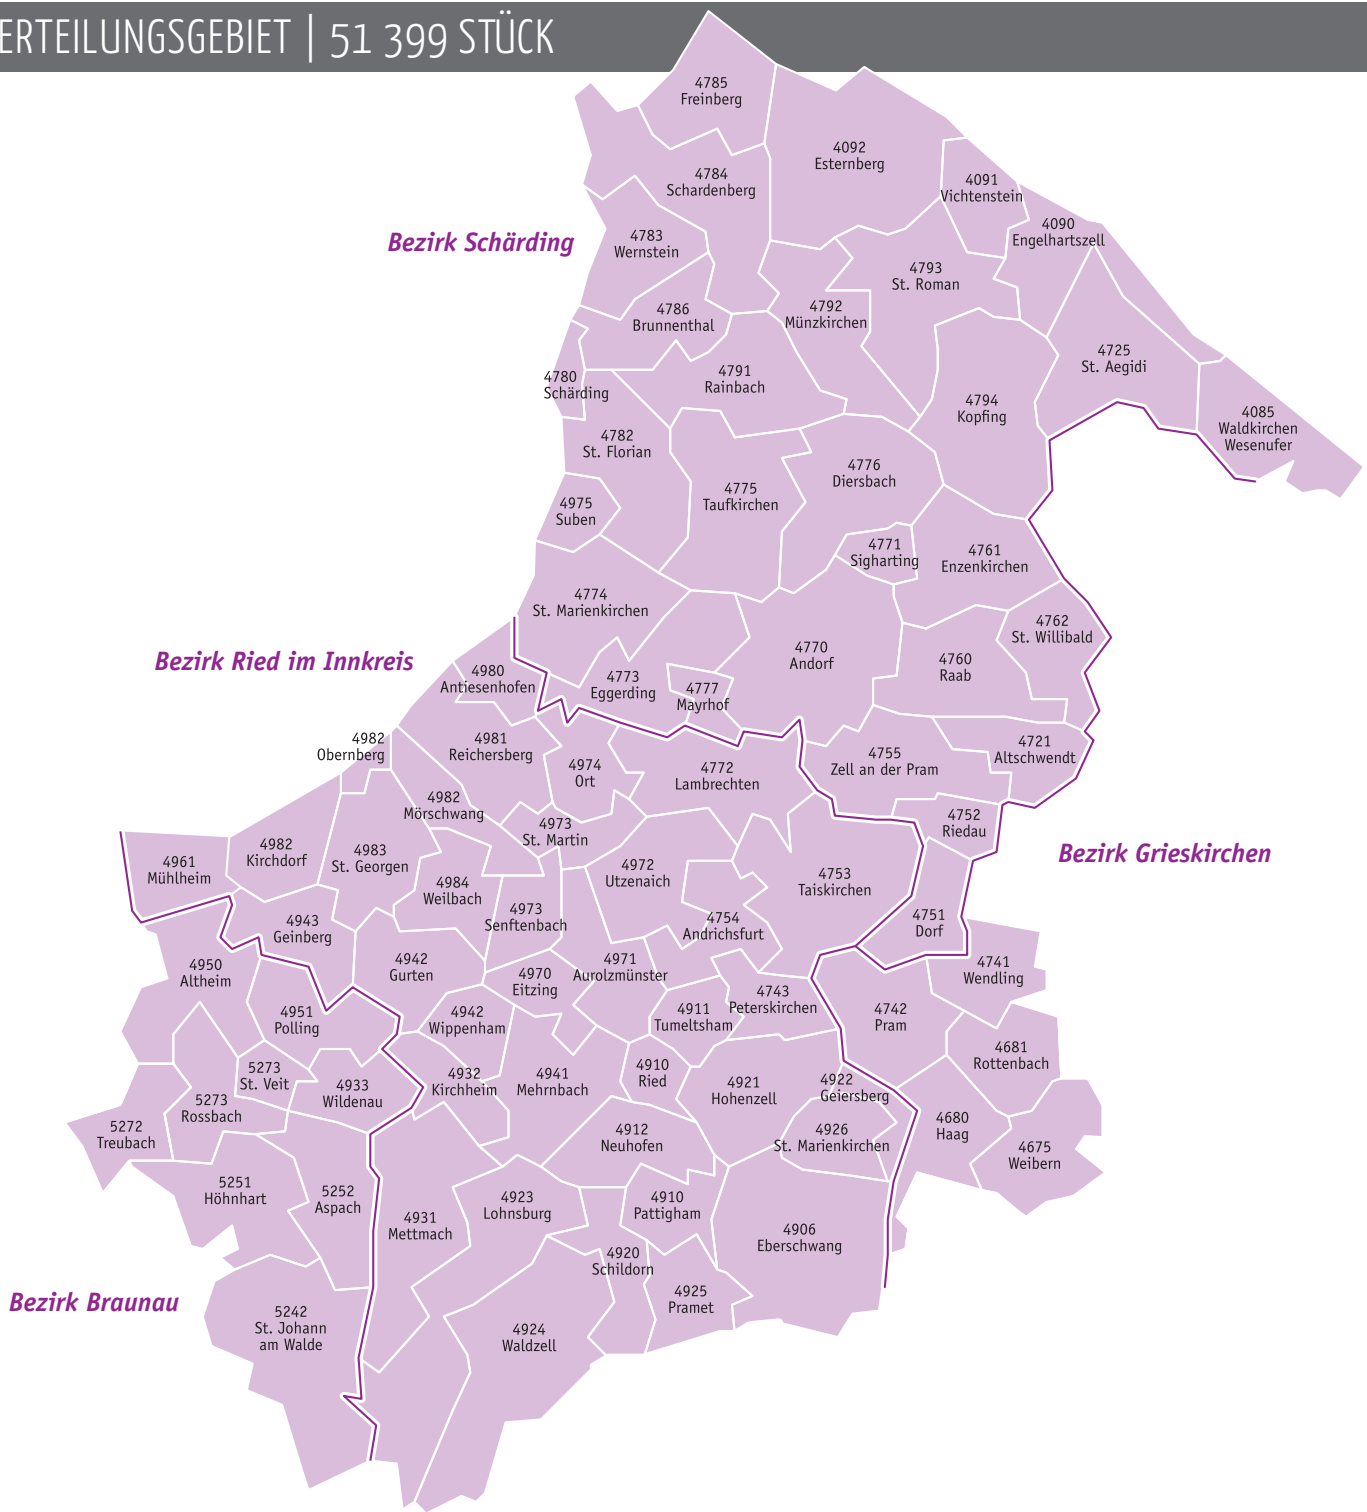 ERTEILUNGSGEBIET | 51 399 STÜCK
4785
Freinberg
4092
Esternberg
4784
Schardenberg
4091
Vichtenstein
4090
Engelhartszell
Bezirk Schärding
4783
Wernstein
4793
St. Roman
4786
Brunnenthal
4792
Münzkirchen
4725
St. Aegidi
4780
Schärding
4791
Rainbach
4794
Kopfing
4085
Waldkirchen
Wesenufer
4782
St. Florian
4776
Diersbach
4775
Taufkirchen
4975
Suben
4771
Sigharting
4761
Enzenkirchen
4774
St. Marienkirchen
4762
St. Willibald
Bezirk Ried im Innkreis
4770
Andorf
4760
Raab
4980
Antiesenhofen
4773
Eggerding
4777
Mayrhof
4982
Obernberg
4981
Reichersberg
4974
Ort
4772
Lambrechten
4755
Zell an der Pram
4721
Altschwendt
4982
Mörschwang
4973
St. Martin
4752
Riedau
Bezirk Grieskirchen
4961
Mühlheim
4982
Kirchdorf
4983
St. Georgen
4984
Weilbach
4972
Utzenaich
4753
Taiskirchen
4943
Geinberg
4973
Senftenbach
4754
Andrichsfurt
4751
Dorf
4950
Altheim
4942
Gurten
4970
Eitzing
4971
Aurolzmünster
4741
Wendling
4951
Polling
4942
Wippenham
4911
Tumeltsham
4743
Peterskirchen
4742
Pram
4681
Rottenbach
5273
St. Veit
4933
Wildenau
4932
Kirchheim
4941
Mehrnbach
4910
Ried
4921
Hohenzell
4922
Geiersberg
5273
Rossbach
5272
Treubach
4912
Neuhofen
4926
St. Marienkirchen
4680
Haag
4675
Weibern
5251
Höhnhart
5252
Aspach
4931
Mettmach
4923
Lohnsburg
4910
Pattigham
4906
Eberschwang
4920
Schildorn
4925
Pramet
Bezirk Braunau
5242
St. Johann
am Walde
4924
Waldzell